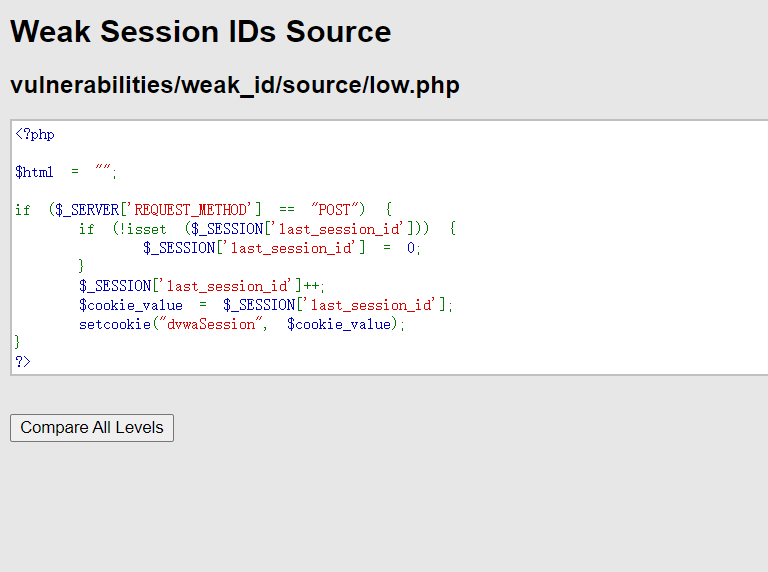 Weak Session IDs Source
vulnerabilities/weak_id/source/low.php
<?php
$html = "";
if ($_SERVER['REQUEST_METHOD'] == "POST") {
if (!isset ($_SESSION['last_session_id'])) {
$_SESSION['last_session_id'] = 0;
}
$_SESSION['last_session_id']++;
$cookie_value = $_SESSION['last_session_id'];
setcookie("dvwaSession", $cookie_value);
}
?>
Compare All Levels